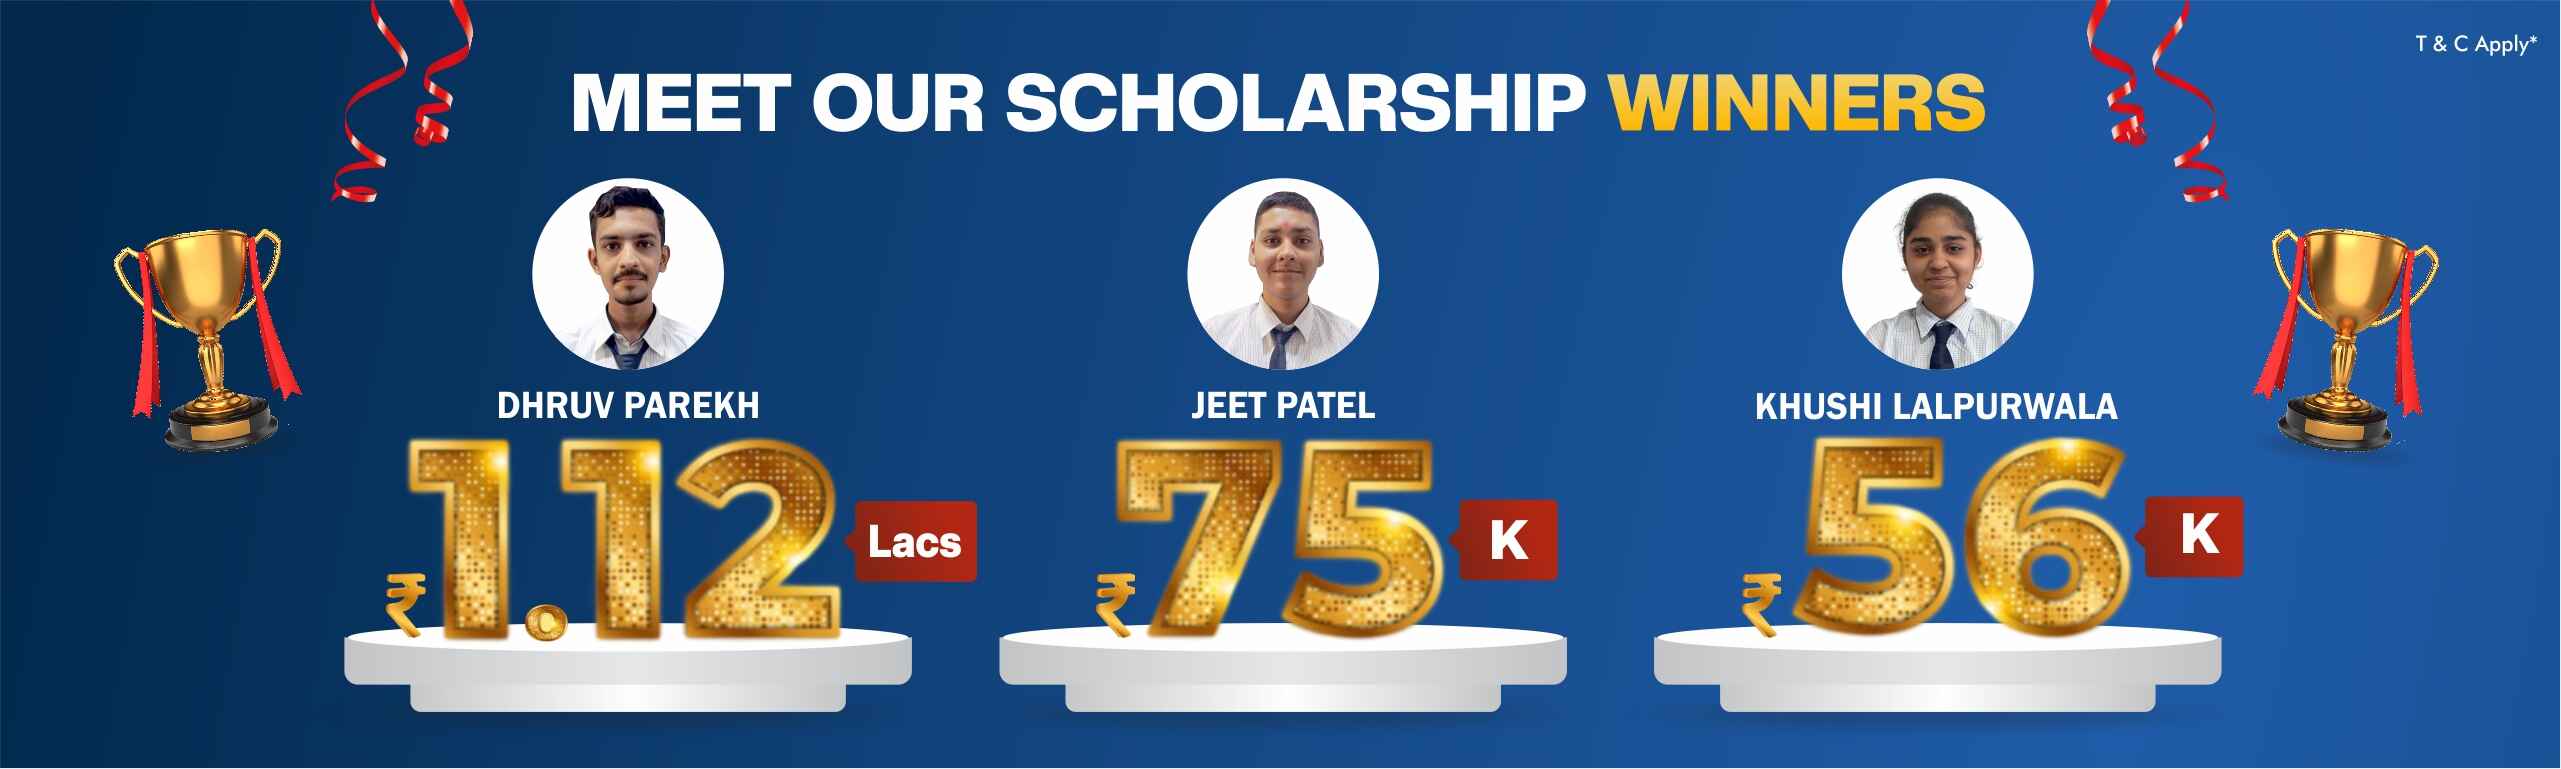 T & C Apply*
MEET OUR SCHOLARSHIP WINNERS
DHRUV PAREKH
₹1.12 Lacs
JEET PATEL
₹75 K
KHUSHI LALPURWALA
₹56 K